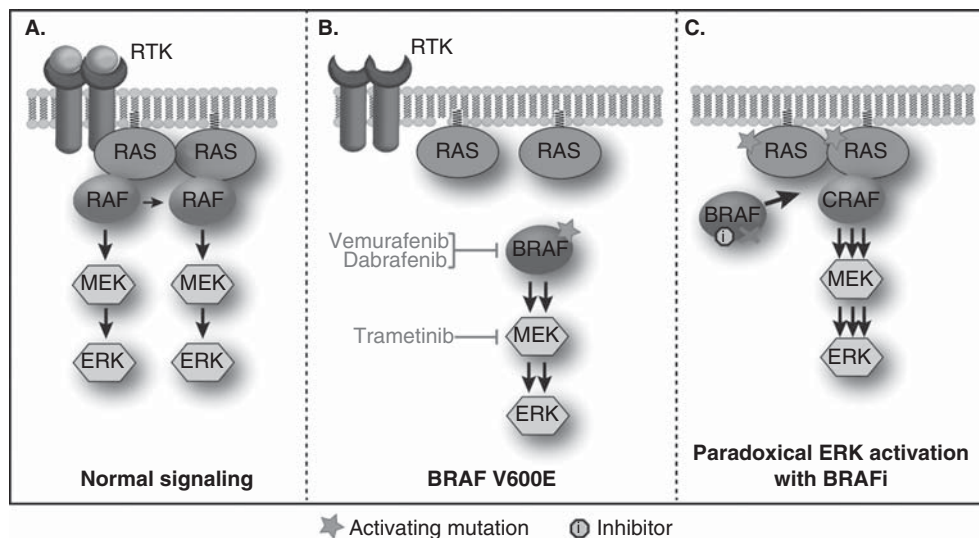 A.
RTK
RAS RAS
RAF RAF
MEK MEK
ERK ERK
Normal signaling
B.
RTK
RAS RAS
Vemurafenib
Dabrafenib
BRAF
Trametinib
MEK
ERK
BRAF V600E
C.
RAS RAS
BRAF
i
CRAF
MEK
ERK
Paradoxical ERK activation
with BRAFi
Activating mutation
i Inhibitor